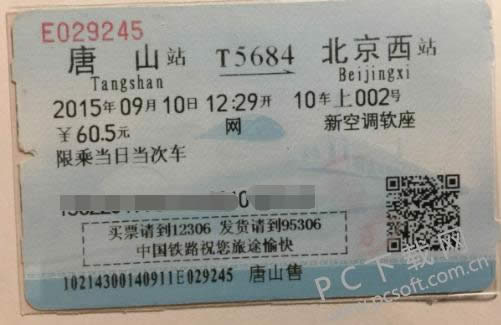 E029245
唐山站 T5684 北京西站
Tangshan Beijingxi
2015年09月10日 12:29开 10车上002号
￥60.5元 网 新空调软座
限乘当日当次车
买票请到12306 发货请到95306
中国铁路祝您旅途愉快
10214300140911E029245 唐山售
PC下载网
www.pcsoft.com.cn